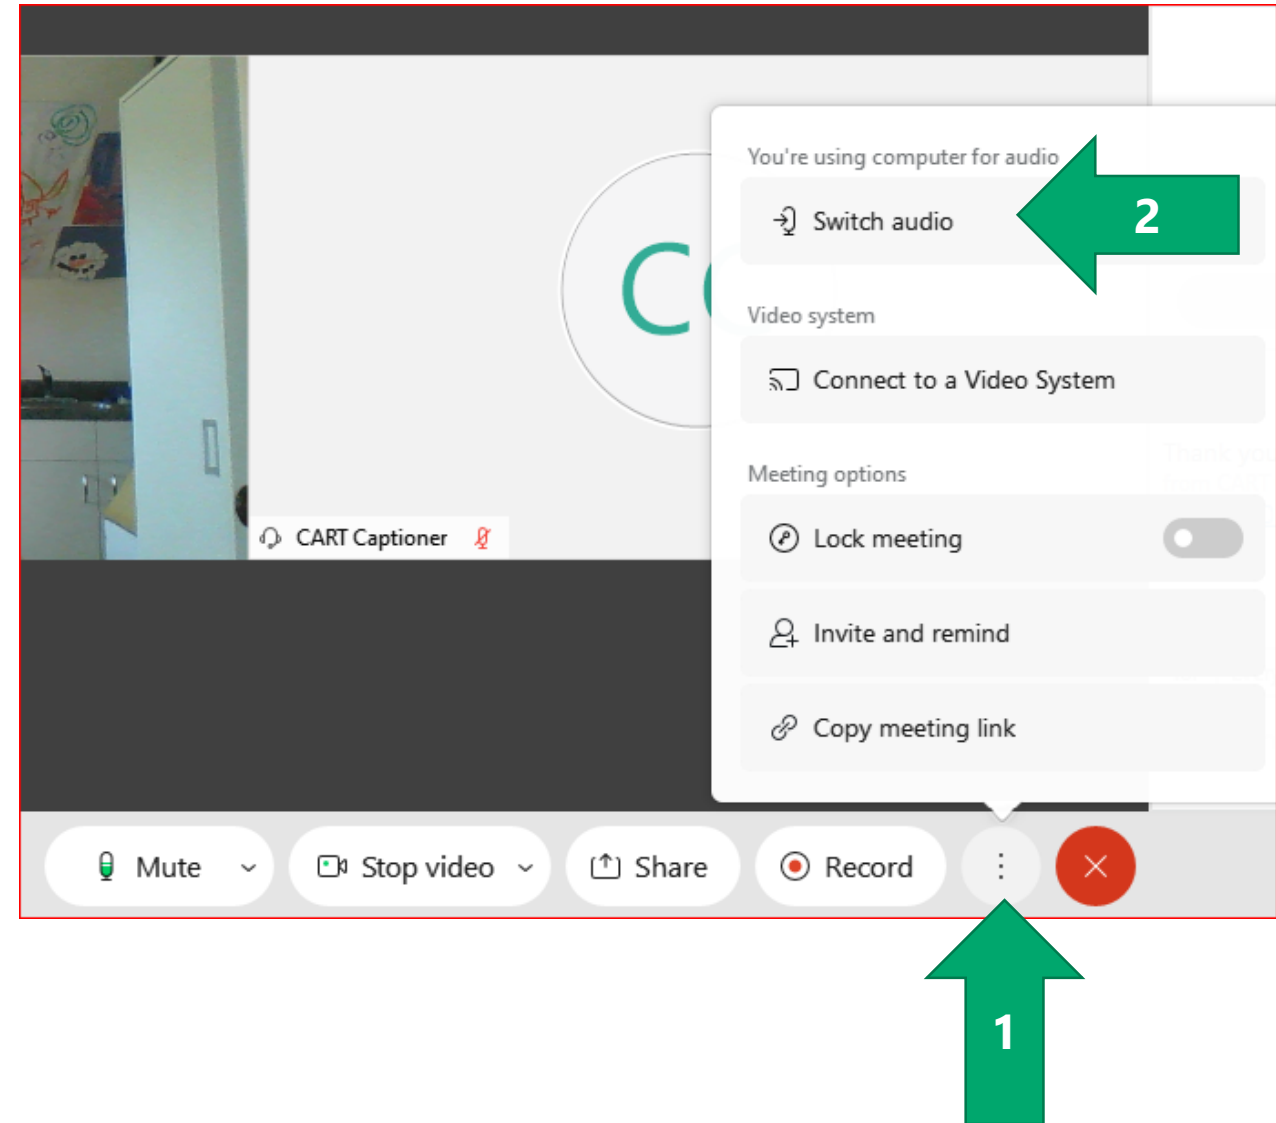 You're using computer for audio
Switch audio
2
Video system
Connect to a Video System
Meeting options
Lock meeting
Invite and remind
Copy meeting link
CART Captioner
Mute
Stop video
Share
Record
1